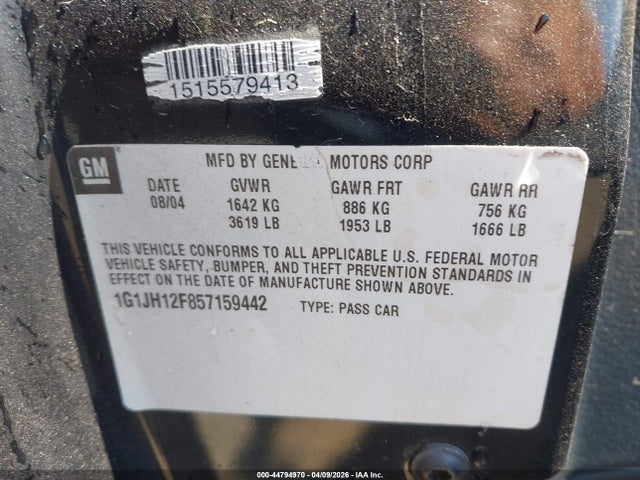 1515579413
GM
MFD BY GENE MOTORS CORP
DATE GVWR GAWR FRT GAWR RR
08/04 1642 KG 886 KG 756 KG
3619 LB 1953 LB 1666 LB
THIS VEHICLE CONFORMS TO ALL APPLICABLE U.S. FEDERAL MOTOR
VEHICLE SAFETY, BUMPER, AND THEFT PREVENTION STANDARDS IN
EFFECT ON THE DATE OF MANUFACTURE SHOWN ABOVE.
1G1JH12F857159442 TYPE: PASS CAR
000-44794970 - 04/09/2026 - IAA Inc.